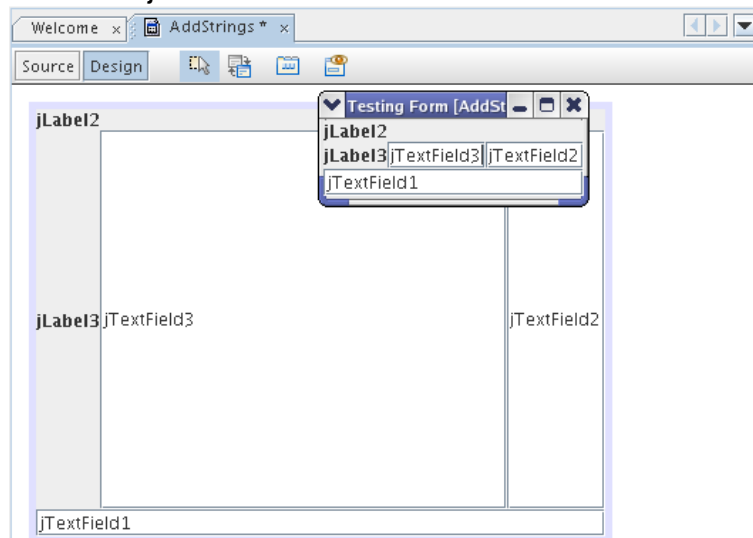 Welcome x AddStrings * x
Source Design
Testing Form [AddSt
jLabel2
jLabel3 jTextField3 jTextField2
jTextField1
jLabel2
jLabel3 jTextField3 jTextField2
jTextField1